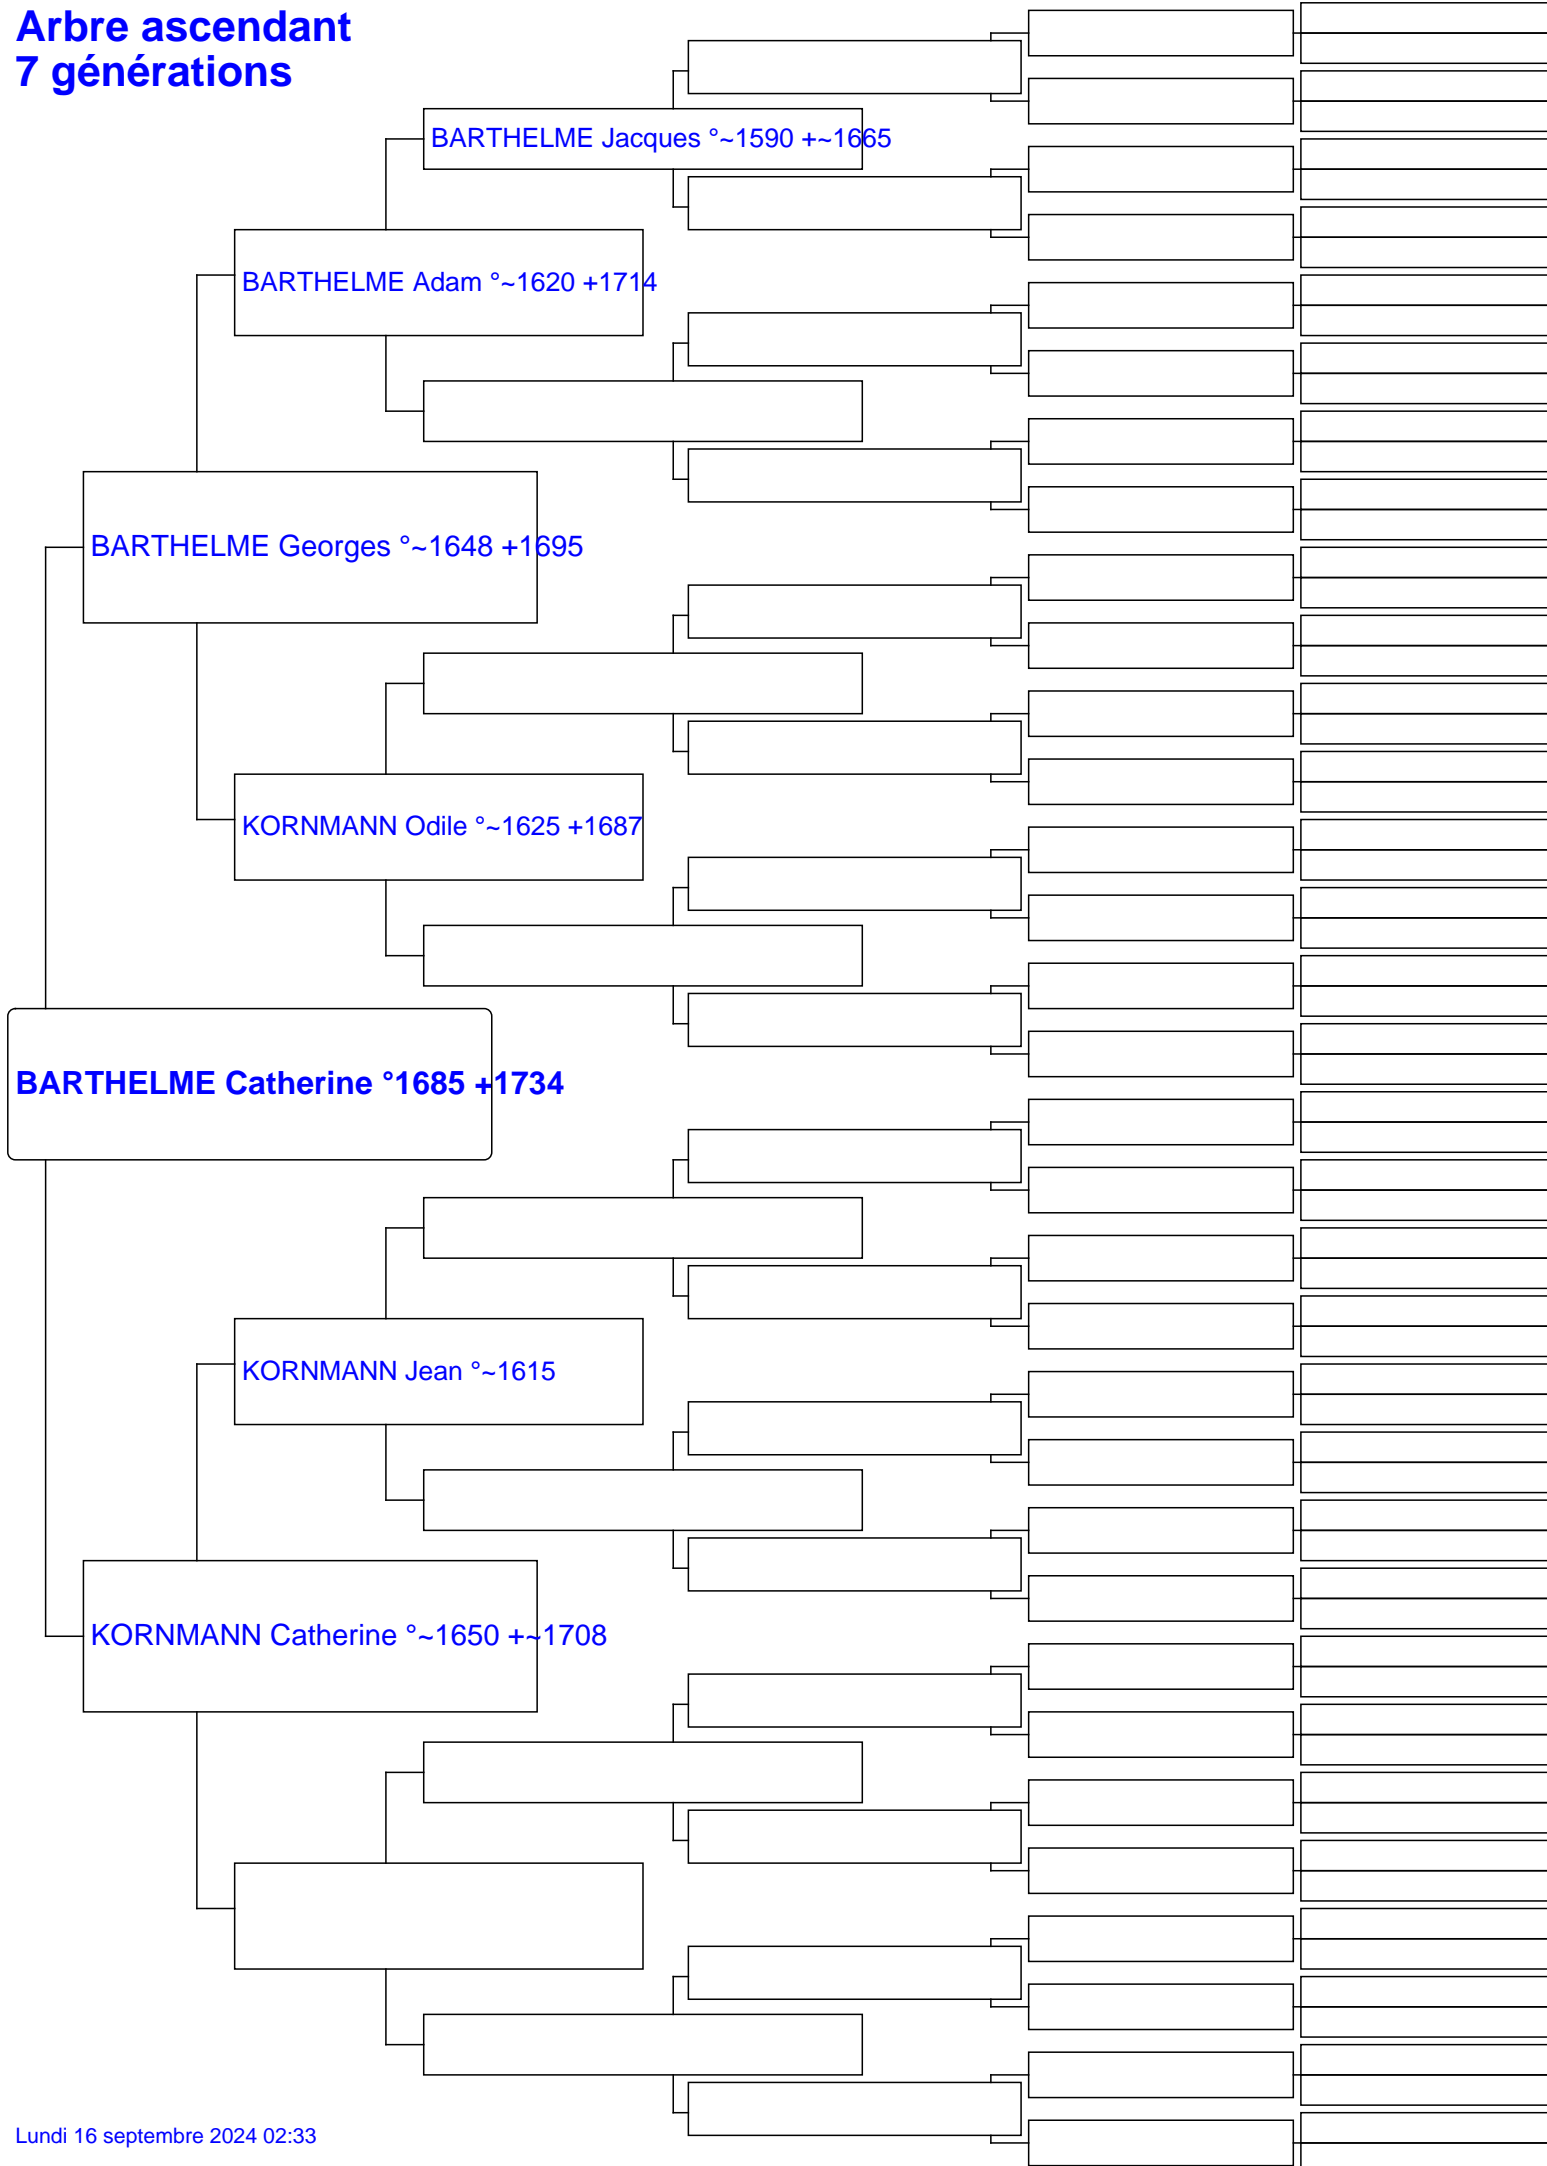 Arbre ascendant
7 générations
BARTHELME Jacques °~1590 +~1665
BARTHELME Adam °~1620 +1714
BARTHELME Georges °~1648 +1695
KORNMANN Odile °~1625 +1687
BARTHELME Catherine °1685 +1734
KORNMANN Jean °~1615
KORNMANN Catherine °~1650 +~1708
Lundi 16 septembre 2024 02:33